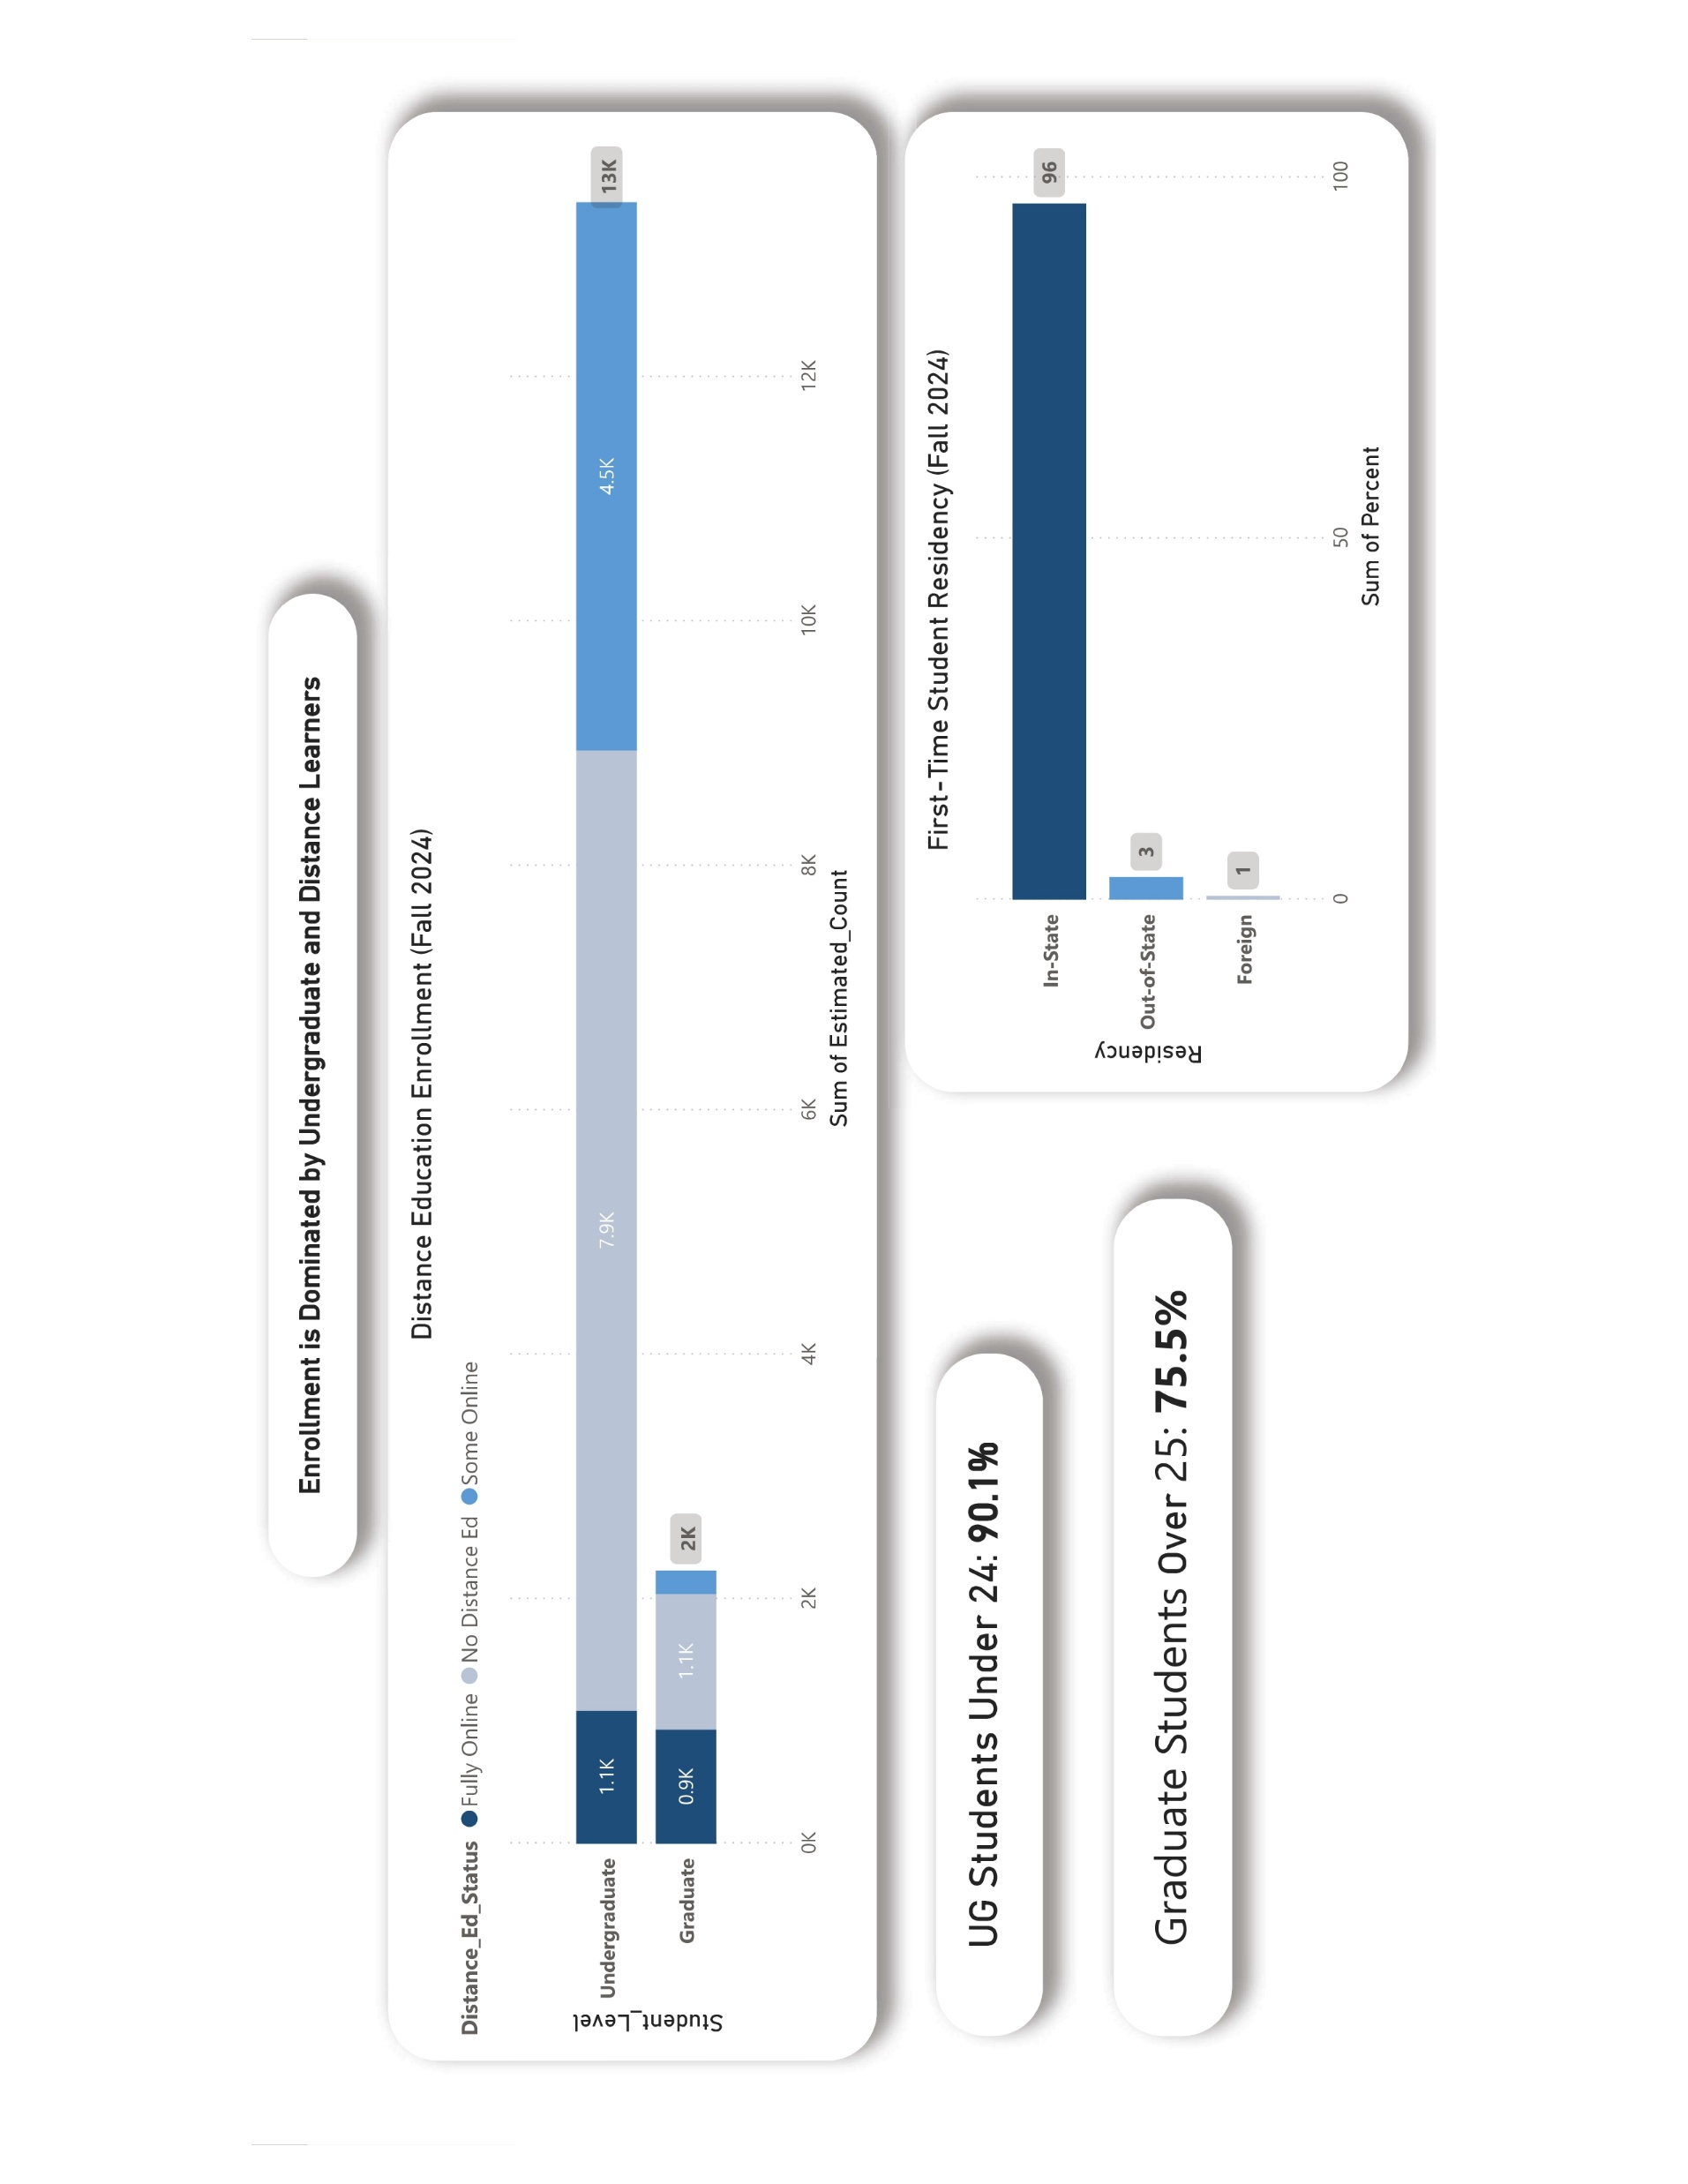 Enrollment is Dominated by Undergraduate and Distance Learners
Distance Education Enrollment (Fall 2024)
Distance_Ed_Status Fully Online No Distance Ed Some Online
Student_Level
Undergraduate 1.1K 7.9K 4.5K 13K
Graduate 0.9K 1.1K 2K
0K 2K 4K 6K 8K 10K 12K
Sum of Estimated_Count
UG Students Under 24: 90.1%
Graduate Students Over 25: 75.5%
First-Time Student Residency (Fall 2024)
Residency
In-State 96
Out-of-State 3
Foreign 1
0 50 100
Sum of Percent